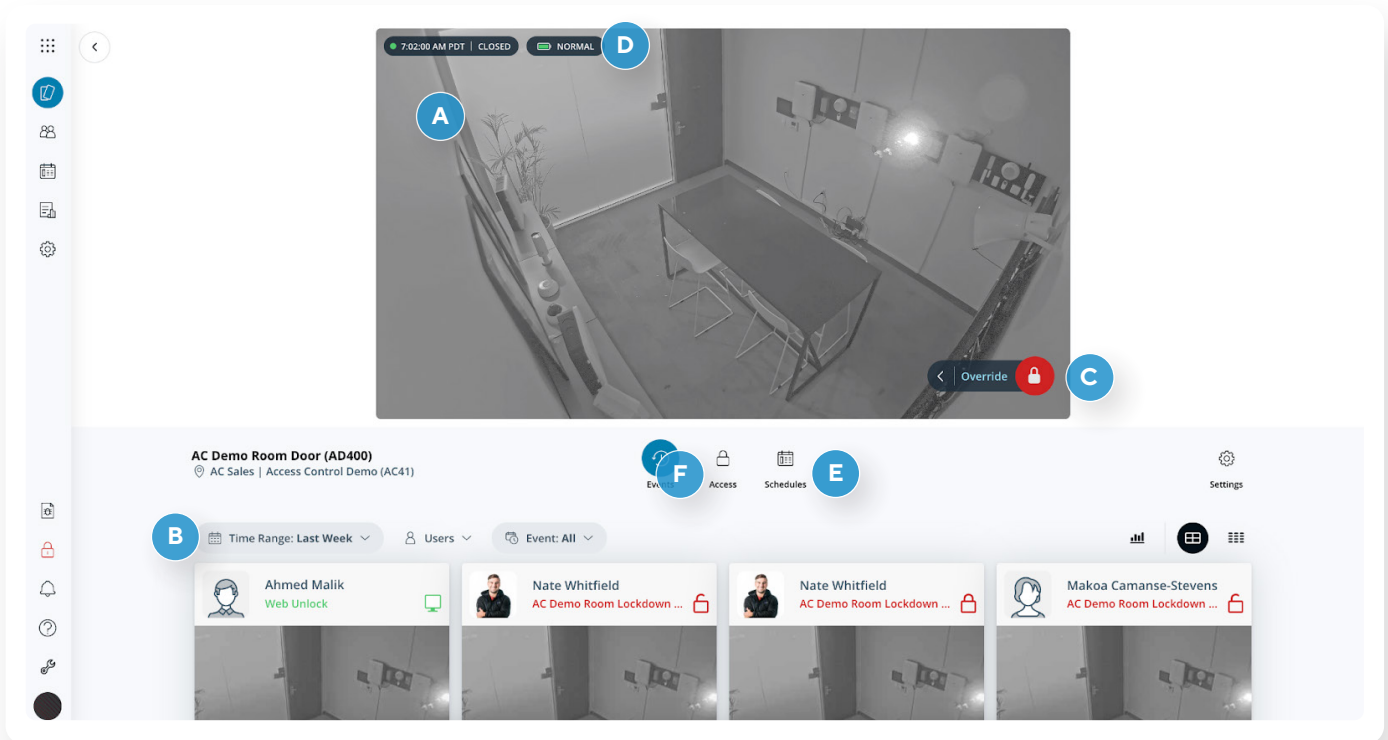 7:02:00 AM PDT | CLOSED
NORMAL
D
A
Override
C
AC Demo Room Door (AD400)
AC Sales | Access Control Demo (AC41)
Events
F
Access
Schedules
E
Settings
B
Time Range: Last Week
Users
Event: All
Ahmed Malik
Web Unlock
Nate Whitfield
AC Demo Room Lockdown ...
Nate Whitfield
AC Demo Room Lockdown ...
Makoa Camanse-Stevens
AC Demo Room Lockdown ...